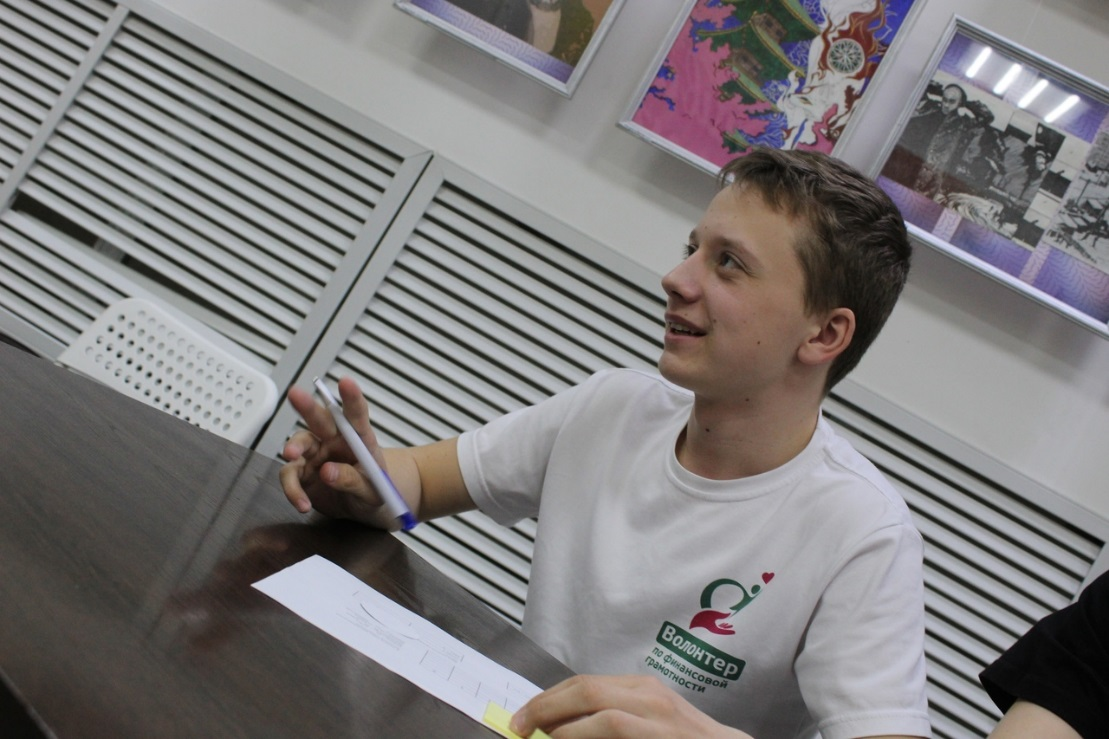 Волонтер
по финансовой
грамотности